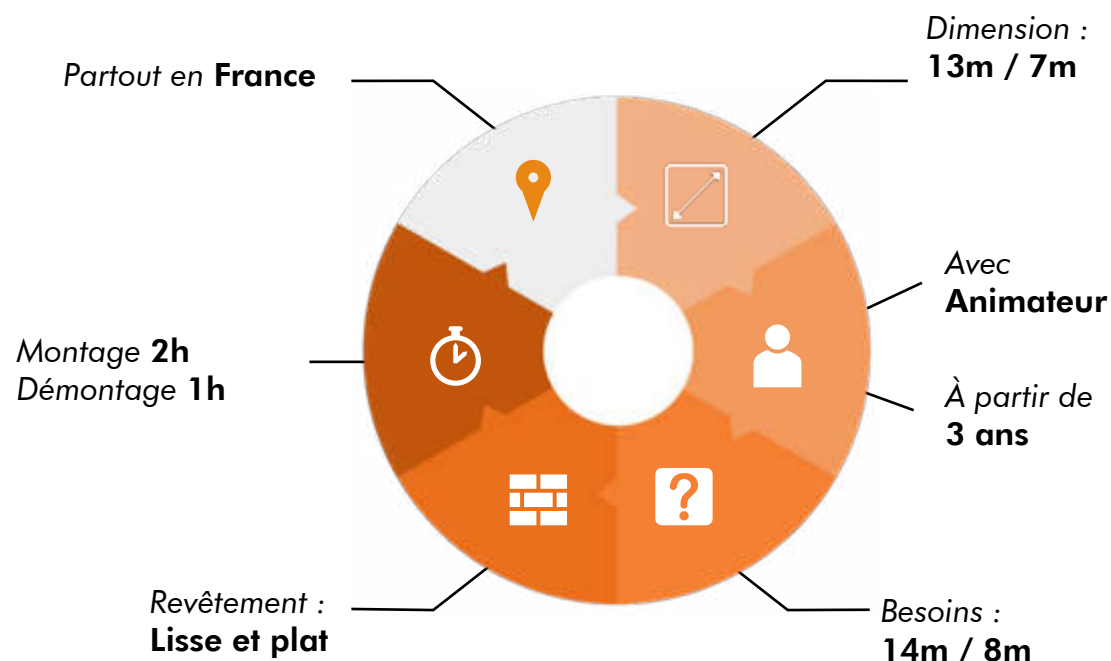 Dimension :
13m / 7m
Partout en France
Avec
Animateur
À partir de
3 ans
Montage 2h
Démontage 1h
?
Revêtement :
Lisse et plat
Besoins :
14m / 8m